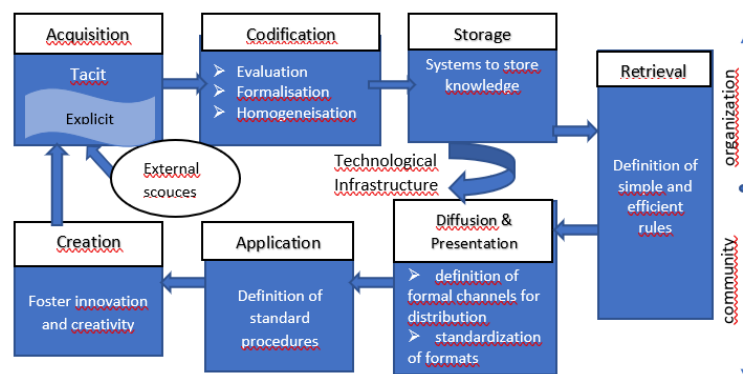 Acquisition
Tacit
Explicit
Codification
➢ Evaluation
➢ Formalisation
➢ Homogeneisation
Storage
Systems to store
knowledge
Retrieval
Definition of
simple and
efficient
rules
organization
community
External
scouces
Technological
Infrastructure
Diffusion &
Presentation
➢ definition of
formal channels for
distribution
➢ standardization
of formats
Application
Definition of
standard
procedures
Creation
Foster innovation
and creativity